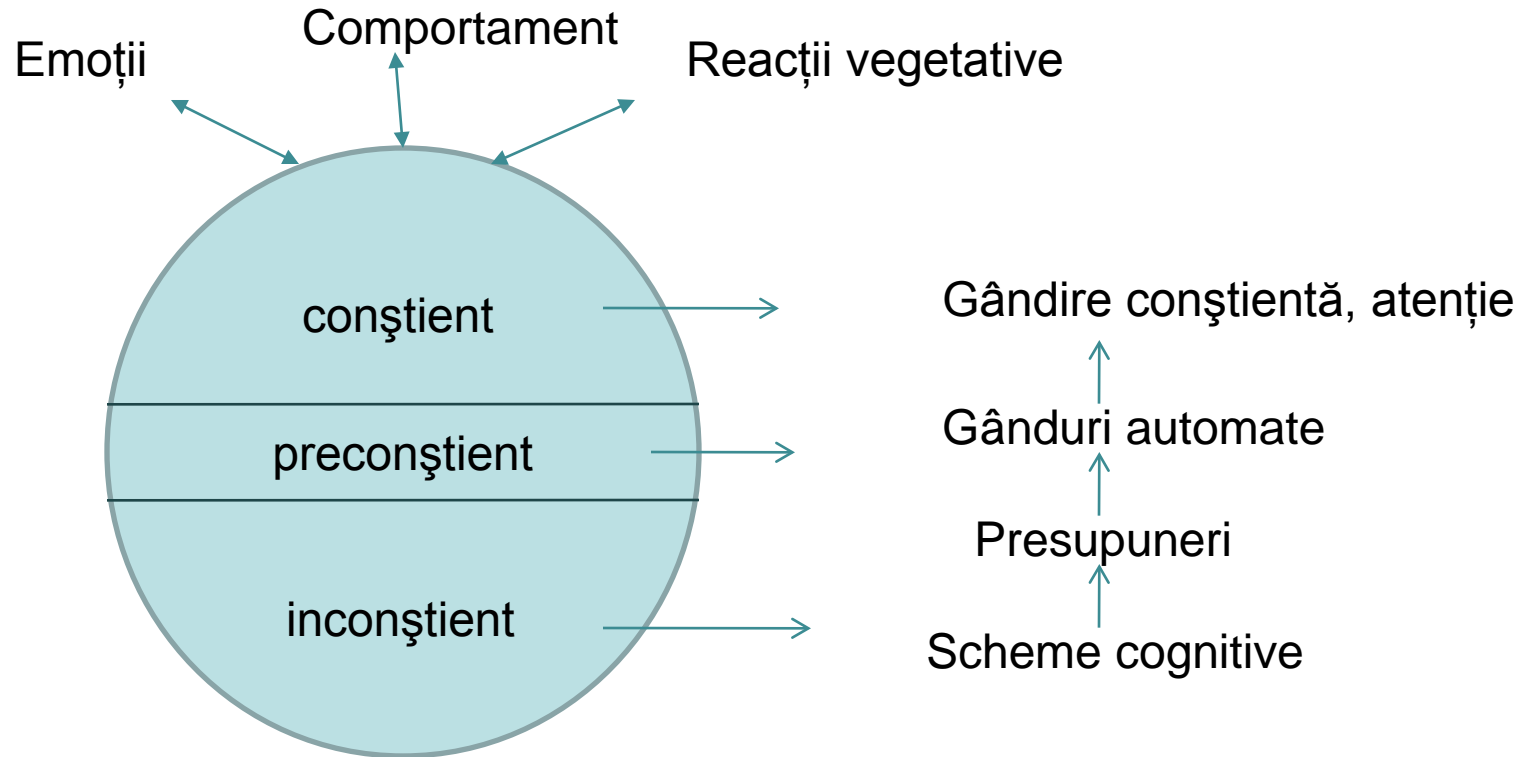 Comportament
Emoții
Reacții vegetative
conştient
Gândire conştientă, atenție
preconştient
Gânduri automate
Presupuneri
inconştient
Scheme cognitive